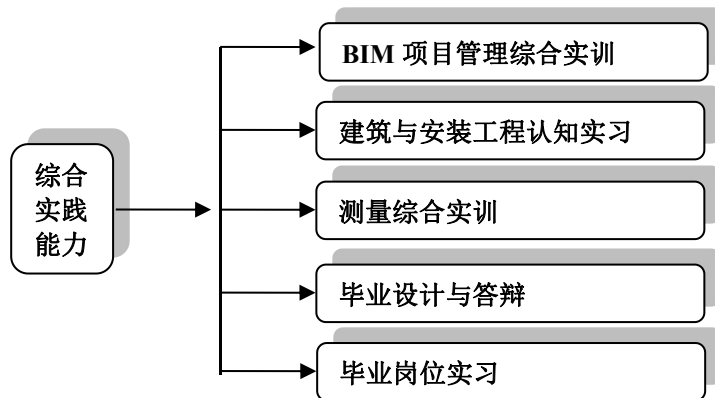 综合
实践
能力
BIM 项目管理综合实训
建筑与安装工程认知实习
测量综合实训
毕业设计与答辩
毕业岗位实习